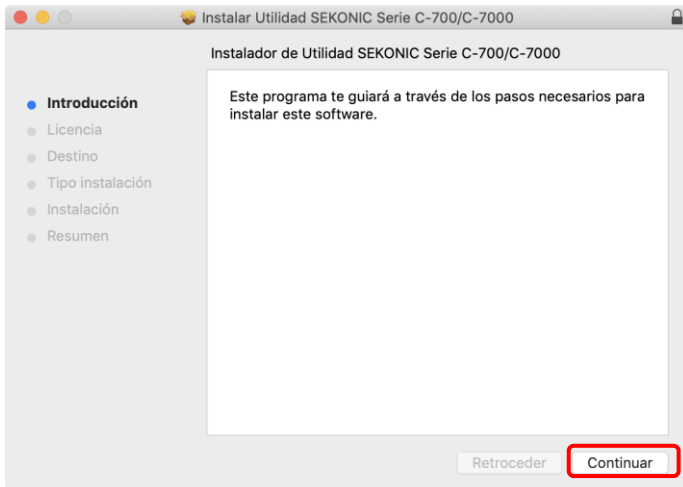 Instalar Utilidad SEKONIC Serie C-700/C-7000
Instalador de Utilidad SEKONIC Serie C-700/C-7000
Introducción
Licencia
Destino
Tipo instalación
Instalación
Resumen
Este programa te guiará a través de los pasos necesarios para
instalar este software.
Retroceder
Continuar